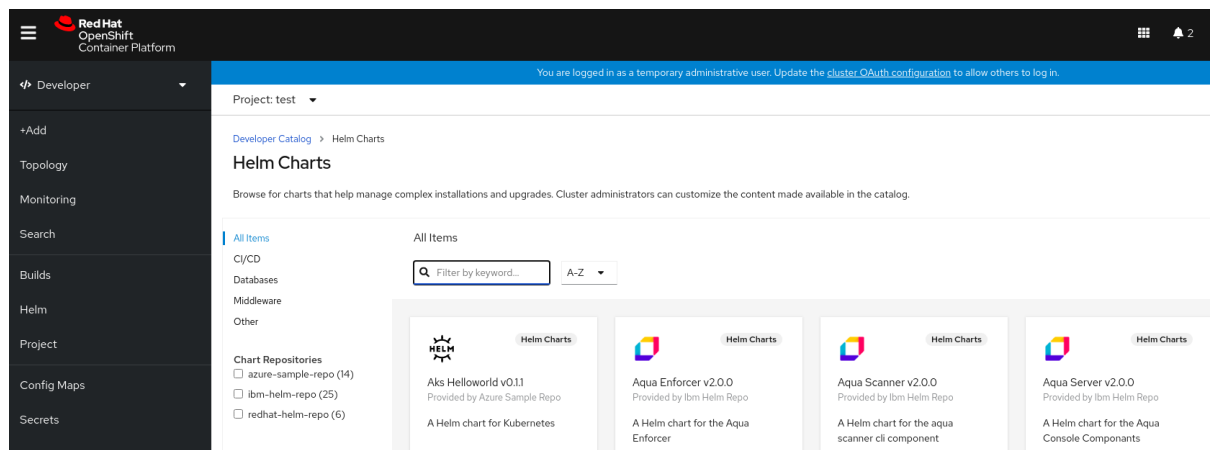 Red Hat
OpenShift
Container Platform
2
Developer
You are logged in as a temporary administrative user. Update the cluster OAuth configuration to allow others to log in.
Project: test
+Add
Topology
Monitoring
Search
Builds
Helm
Project
Config Maps
Secrets
Developer Catalog > Helm Charts
Helm Charts
Browse for charts that help manage complex installations and upgrades. Cluster administrators can customize the content made available in the catalog.
All Items
CI/CD
Databases
Middleware
Other
Chart Repositories
azure-sample-repo (14)
ibm-helm-repo (25)
redhat-helm-repo (6)
All Items
Filter by keyword...
A-Z
HELM
Helm Charts
Aks Helloworld v0.1.1
Provided by Azure Sample Repo
A Helm chart for Kubernetes
Helm Charts
Aqua Enforcer v2.0.0
Provided by Ibm Helm Repo
A Helm chart for the Aqua
Enforcer
Helm Charts
Aqua Scanner v2.0.0
Provided by Ibm Helm Repo
A Helm chart for the aqua
scanner cli component
Helm Charts
Aqua Server v2.0.0
Provided by Ibm Helm Repo
A Helm chart for the Aqua
Console Componants